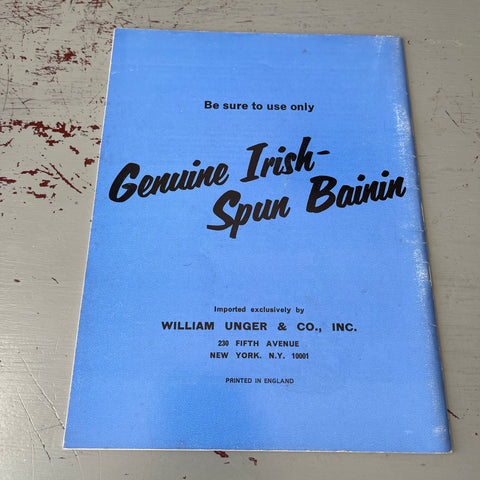 Be sure to use only
Genuine Irish-
Spun Bainin
Imported exclusively by
WILLIAM UNGER & CO., INC.
230 FIFTH AVENUE
NEW YORK. N.Y. 10001
PRINTED IN ENGLAND